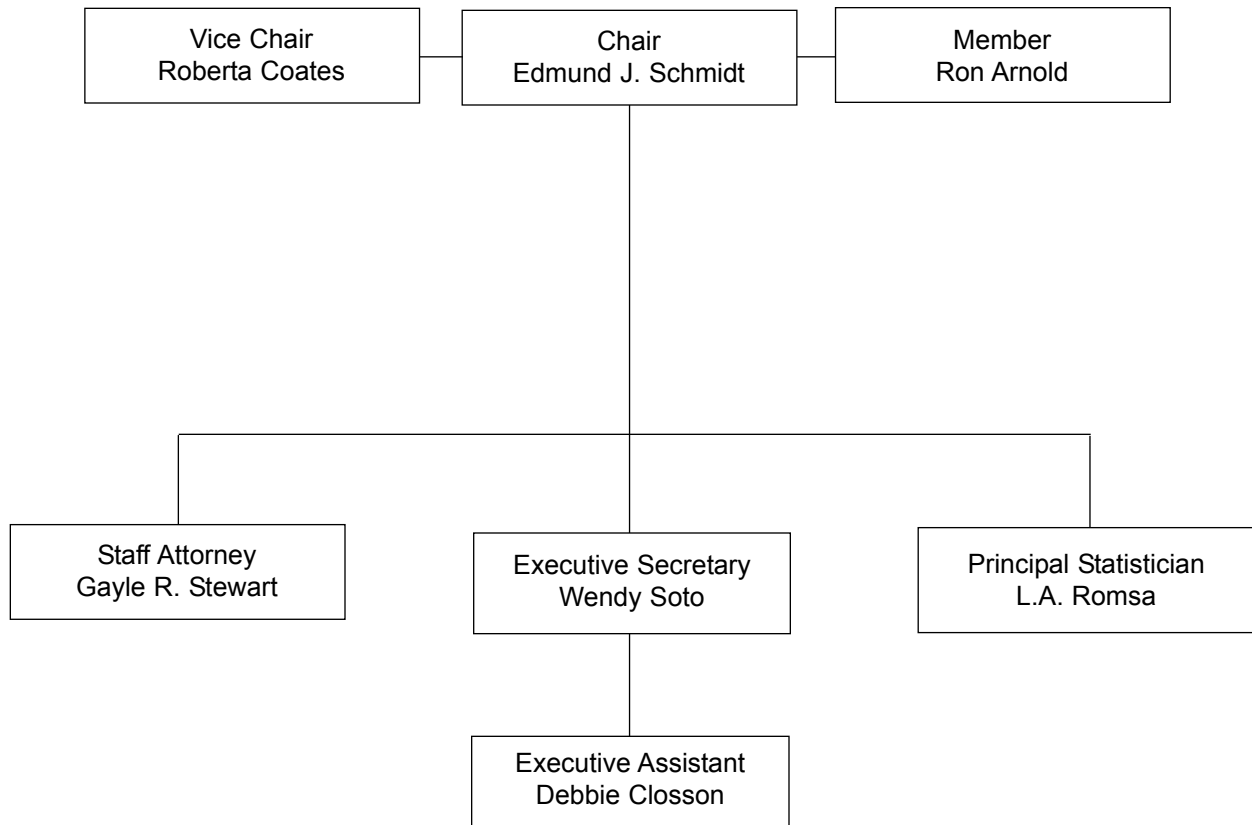 Vice Chair
Roberta Coates
Chair
Edmund J. Schmidt
Member
Ron Arnold
Staff Attorney
Gayle R. Stewart
Executive Secretary
Wendy Soto
Principal Statistician
L.A. Romsa
Executive Assistant
Debbie Closson